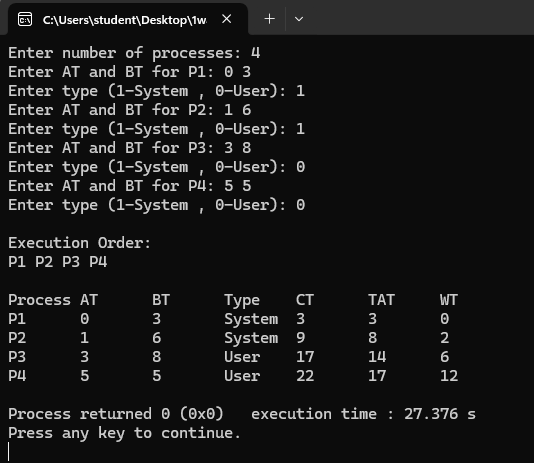 C:\Users\student\Desktop\1wa
Enter number of processes: 4
Enter AT and BT for P1: 0 3
Enter type (1-System , 0-User): 1
Enter AT and BT for P2: 1 6
Enter type (1-System , 0-User): 1
Enter AT and BT for P3: 3 8
Enter type (1-System , 0-User): 0
Enter AT and BT for P4: 5 5
Enter type (1-System , 0-User): 0
Execution Order:
P1 P2 P3 P4
Process AT BT Type CT TAT WT
P1 0 3 System 3 3 0
P2 1 6 System 9 8 2
P3 3 8 User 17 14 6
P4 5 5 User 22 17 12
Process returned 0 (0x0) execution time : 27.376 s
Press any key to continue.